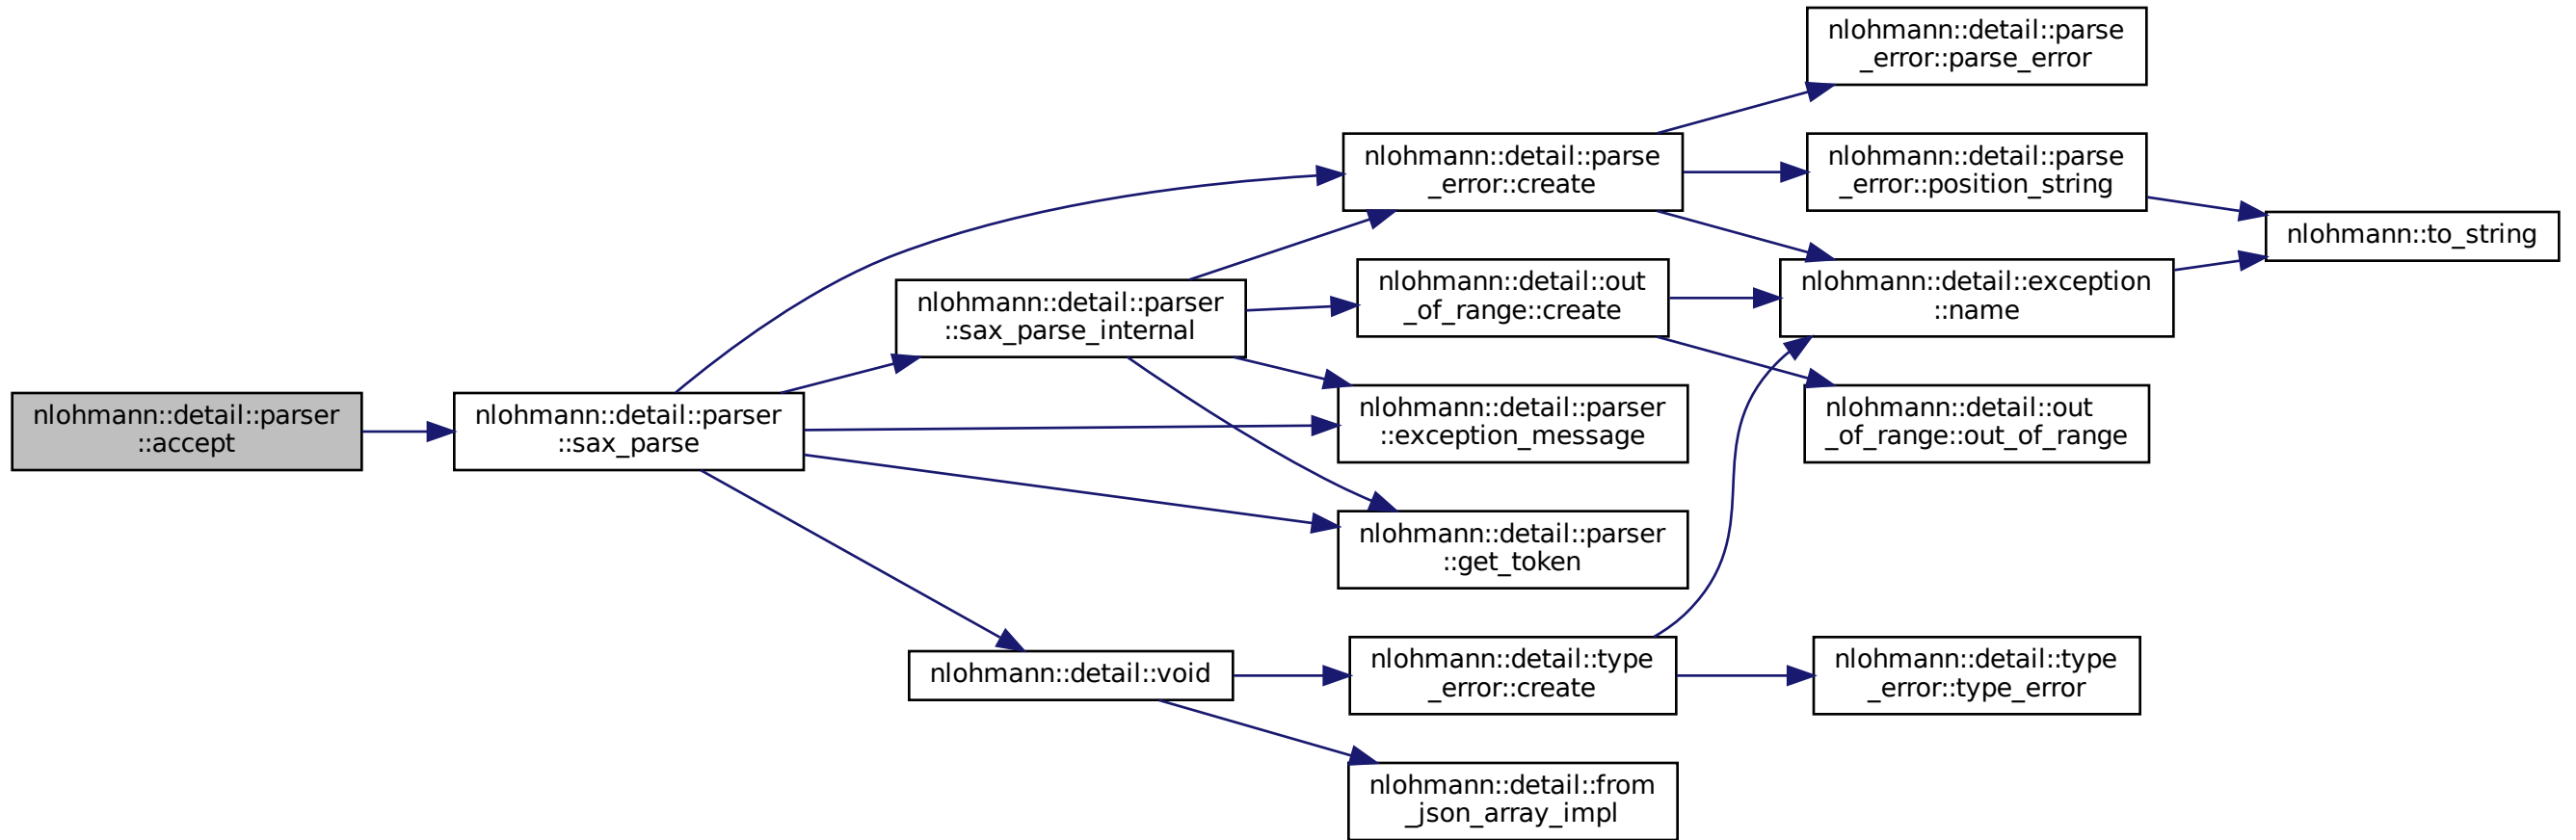 nlohmann::detail::parser
::accept
nlohmann::detail::parser
::sax_parse
nlohmann::detail::parser
::sax_parse_internal
nlohmann::detail::void
nlohmann::detail::parse
_error::create
nlohmann::detail::out
_of_range::create
nlohmann::detail::parser
::exception_message
nlohmann::detail::parser
::get_token
nlohmann::detail::type
_error::create
nlohmann::detail::from
_json_array_impl
nlohmann::detail::parse
_error::parse_error
nlohmann::detail::parse
_error::position_string
nlohmann::detail::exception
::name
nlohmann::detail::out
_of_range::out_of_range
nlohmann::detail::type
_error::type_error
nlohmann::to_string